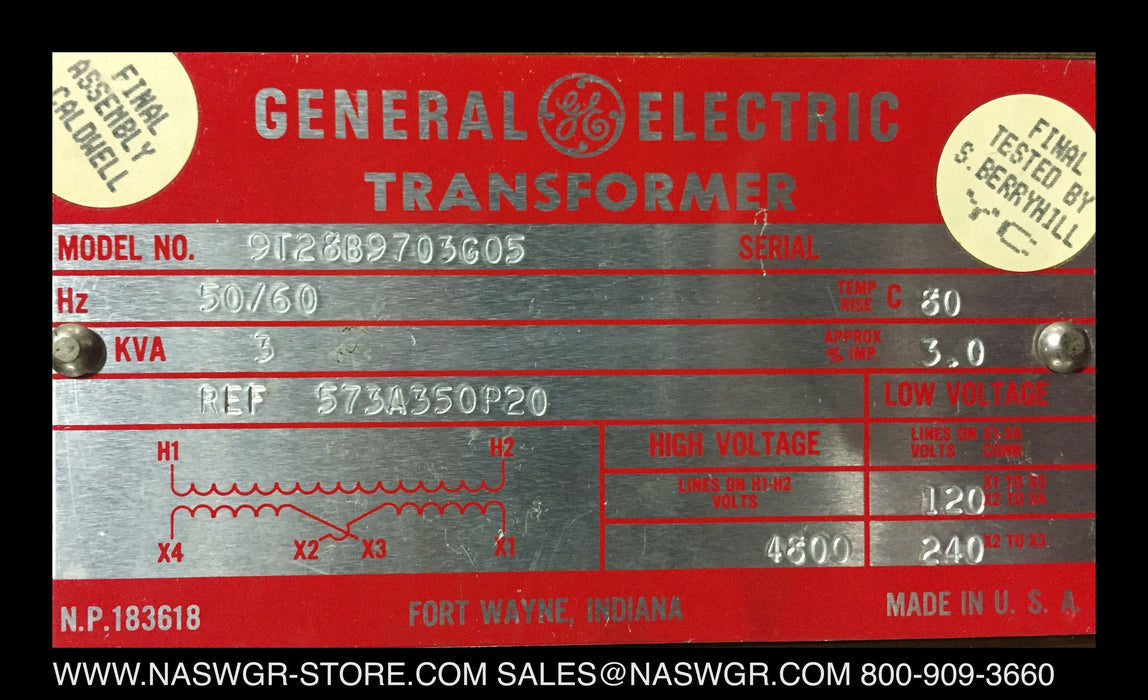 FINAL
ASSEMBLY
CALDWELL
GENERAL GE ELECTRIC
TRANSFORMER
FINAL
TESTED BY
S. BERRYHILL
MODEL NO. 9T28B9703G05 SERIAL
Hz 50/60 TEMP RISE C 80
KVA 3 APPROX % IMP. 3.0
REF 573A350P20
LOW VOLTAGE
HIGH VOLTAGE
LINES ON X1-X4
VOLTS CONN
LINES ON H1-H2
VOLTS
120 X1 TO X3
X2 TO X4
4800 240 X2 TO X3
H1 H2
X4 X2 X3 X1
N.P.183618 FORT WAYNE, INDIANA MADE IN U. S. A.
WWW.NASWGR-STORE.COM SALES@NASWGR.COM 800-909-3660